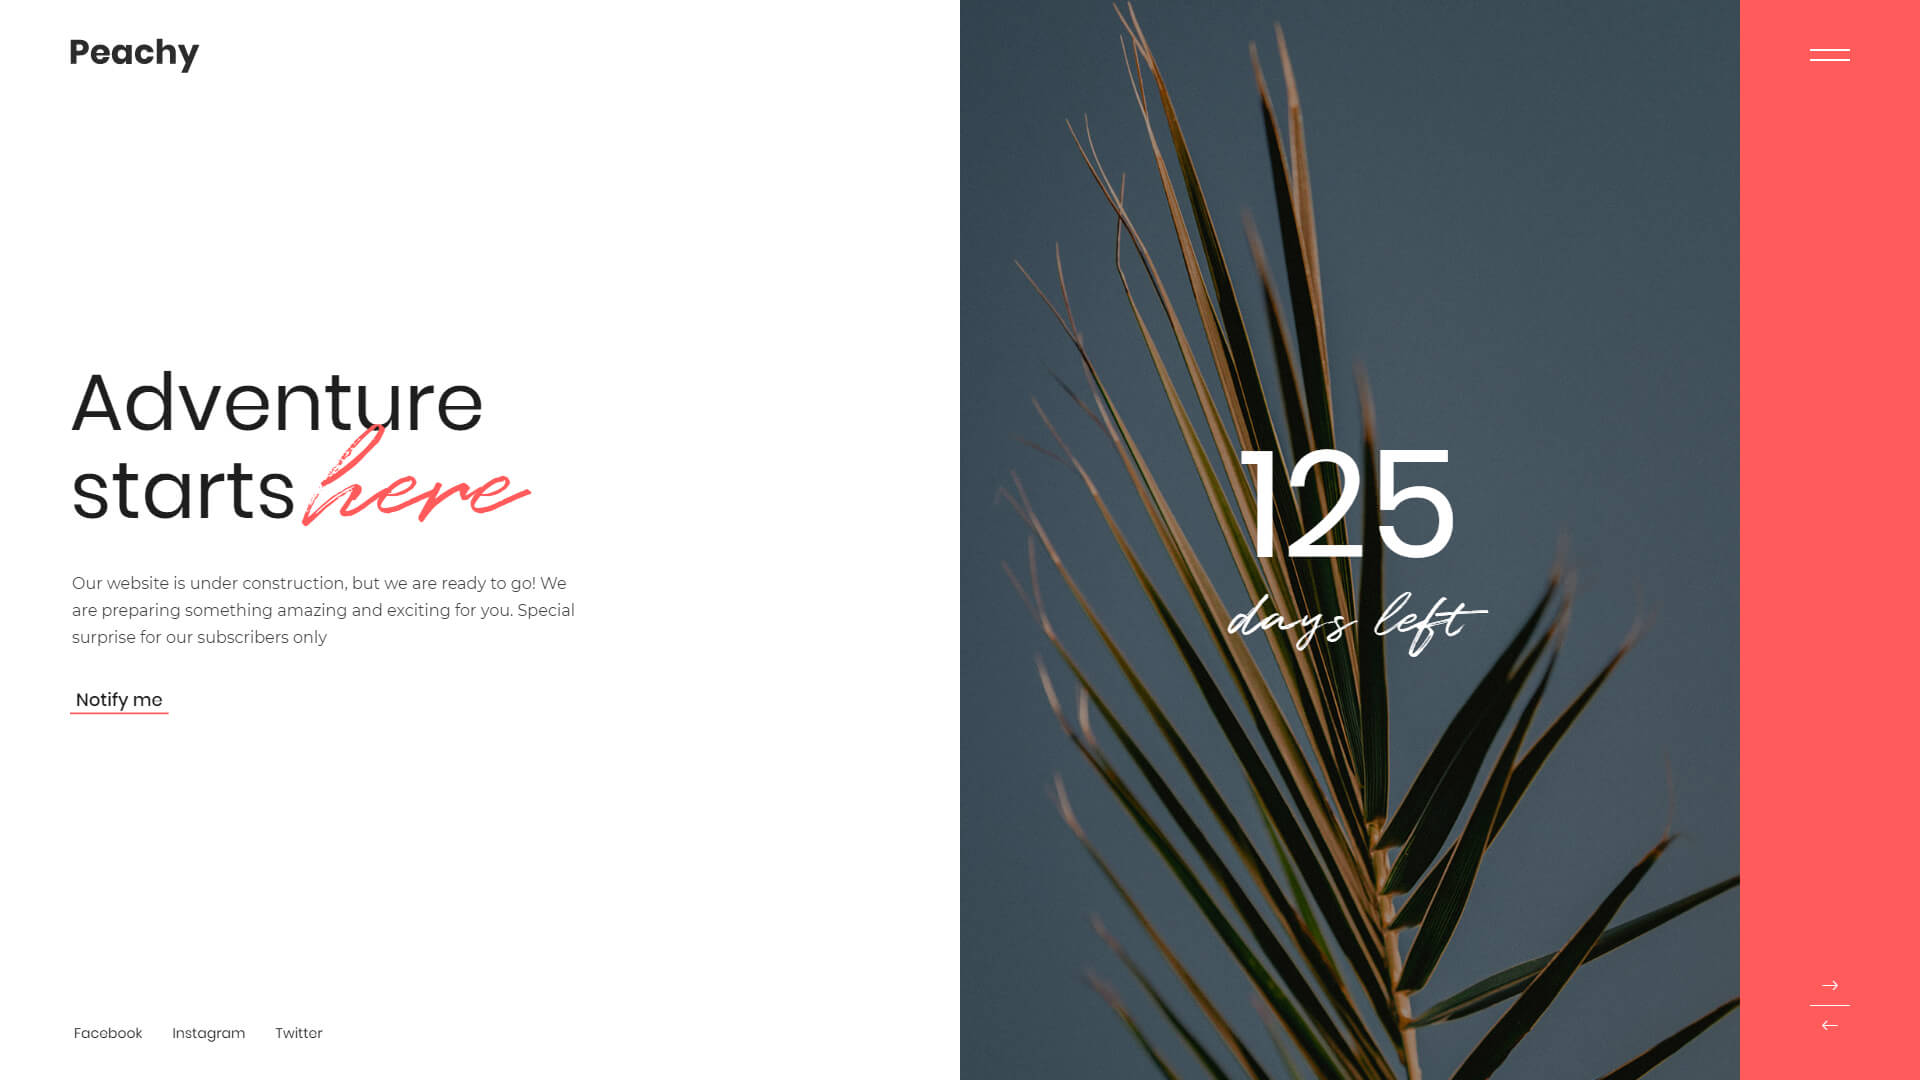 Peachy
Adventure
starts here
Our website is under construction, but we are ready to go! We
are preparing something amazing and exciting for you. Special
surprise for our subscribers only
Notify me
Facebook Instagram Twitter
125
days left